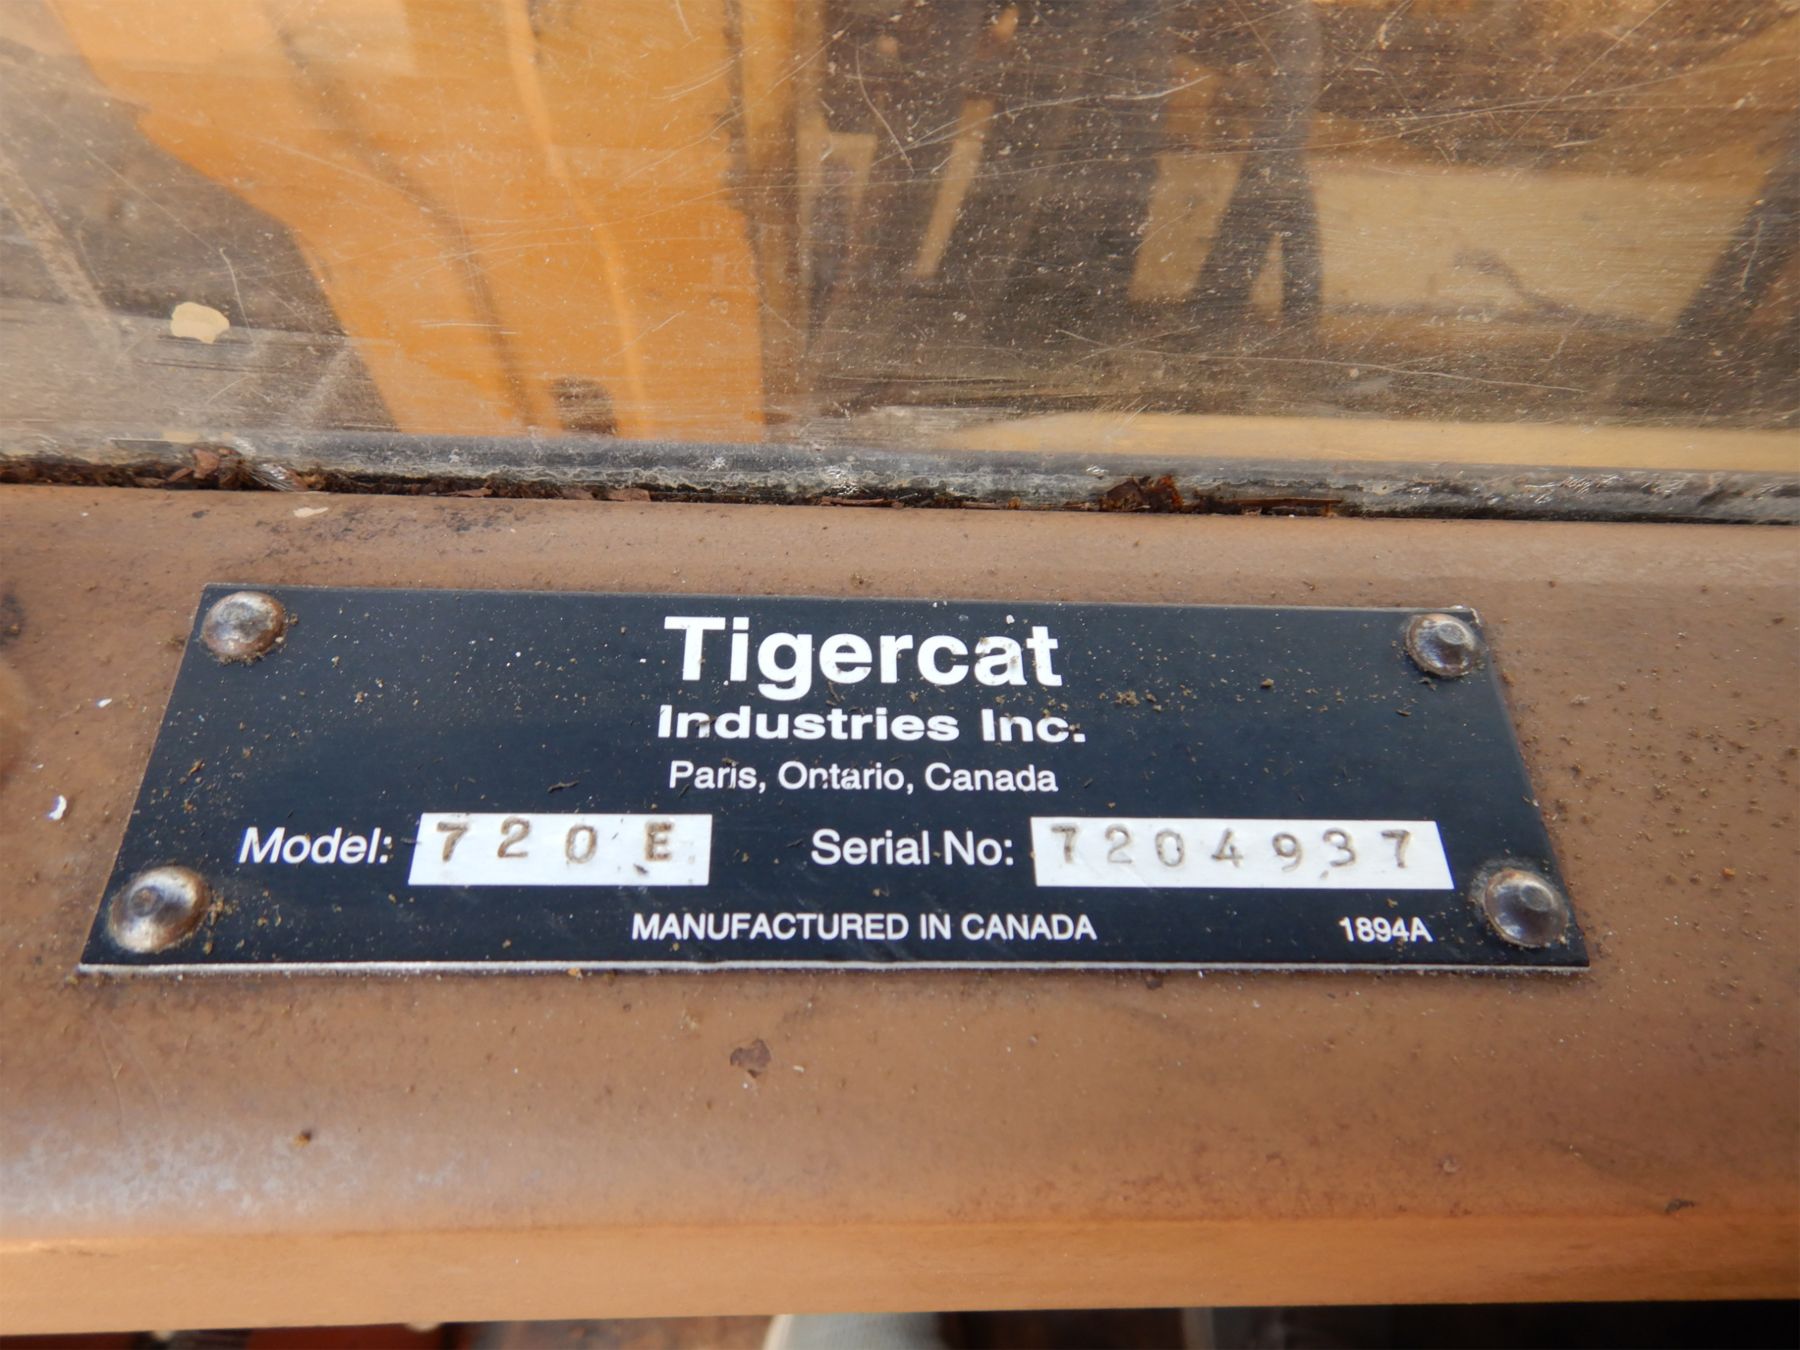 Tigercat
Industries Inc.
Paris, Ontario, Canada
Model: 720E Serial No: 7204937
MANUFACTURED IN CANADA 1894A